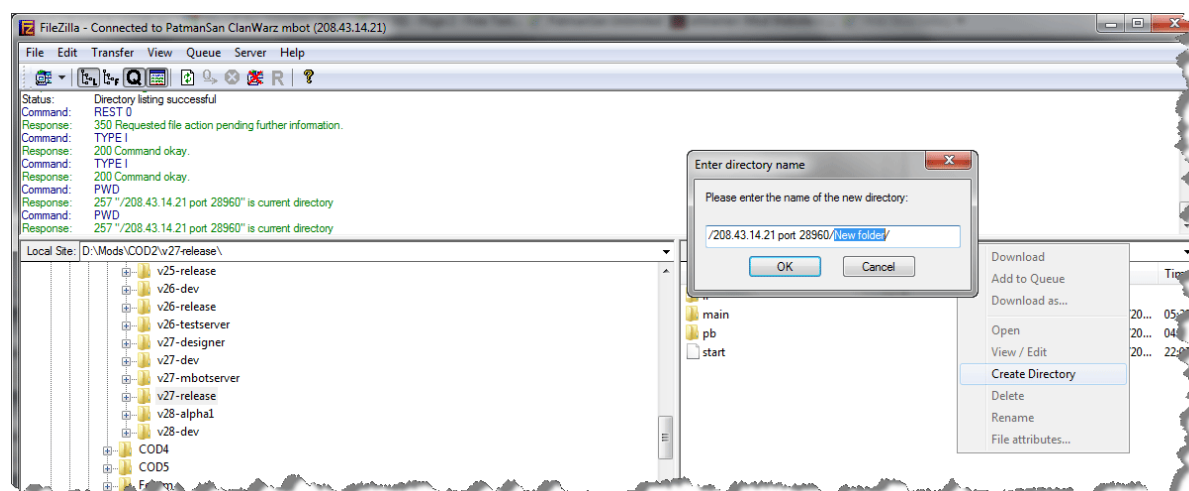 FileZilla - Connected to PatmanSan ClanWarz mbot (208.43.14.21)
File Edit Transfer View Queue Server Help
Status: Directory listing successful
Command: REST 0
Response: 350 Requested file action pending further information.
Command: TYPE I
Response: 200 Command okay.
Command: TYPE I
Response: 200 Command okay.
Command: PWD
Response: 257 "/208.43.14.21 port 28960" is current directory
Command: PWD
Response: 257 "/208.43.14.21 port 28960" is current directory
Enter directory name
Please enter the name of the new directory:
/208.43.14.21 port 28960/New folder/
OK Cancel
Local Site: D:\Mods\COD2\v27-release\
v25-release
v26-dev
v26-release
v26-testserver
v27-designer
v27-dev
v27-mbotserver
v27-release
v28-alpha1
v28-dev
COD4
COD5
main
pb
start
Download
Add to Queue
Download as...
Open
View / Edit
Create Directory
Delete
Rename
File attributes...